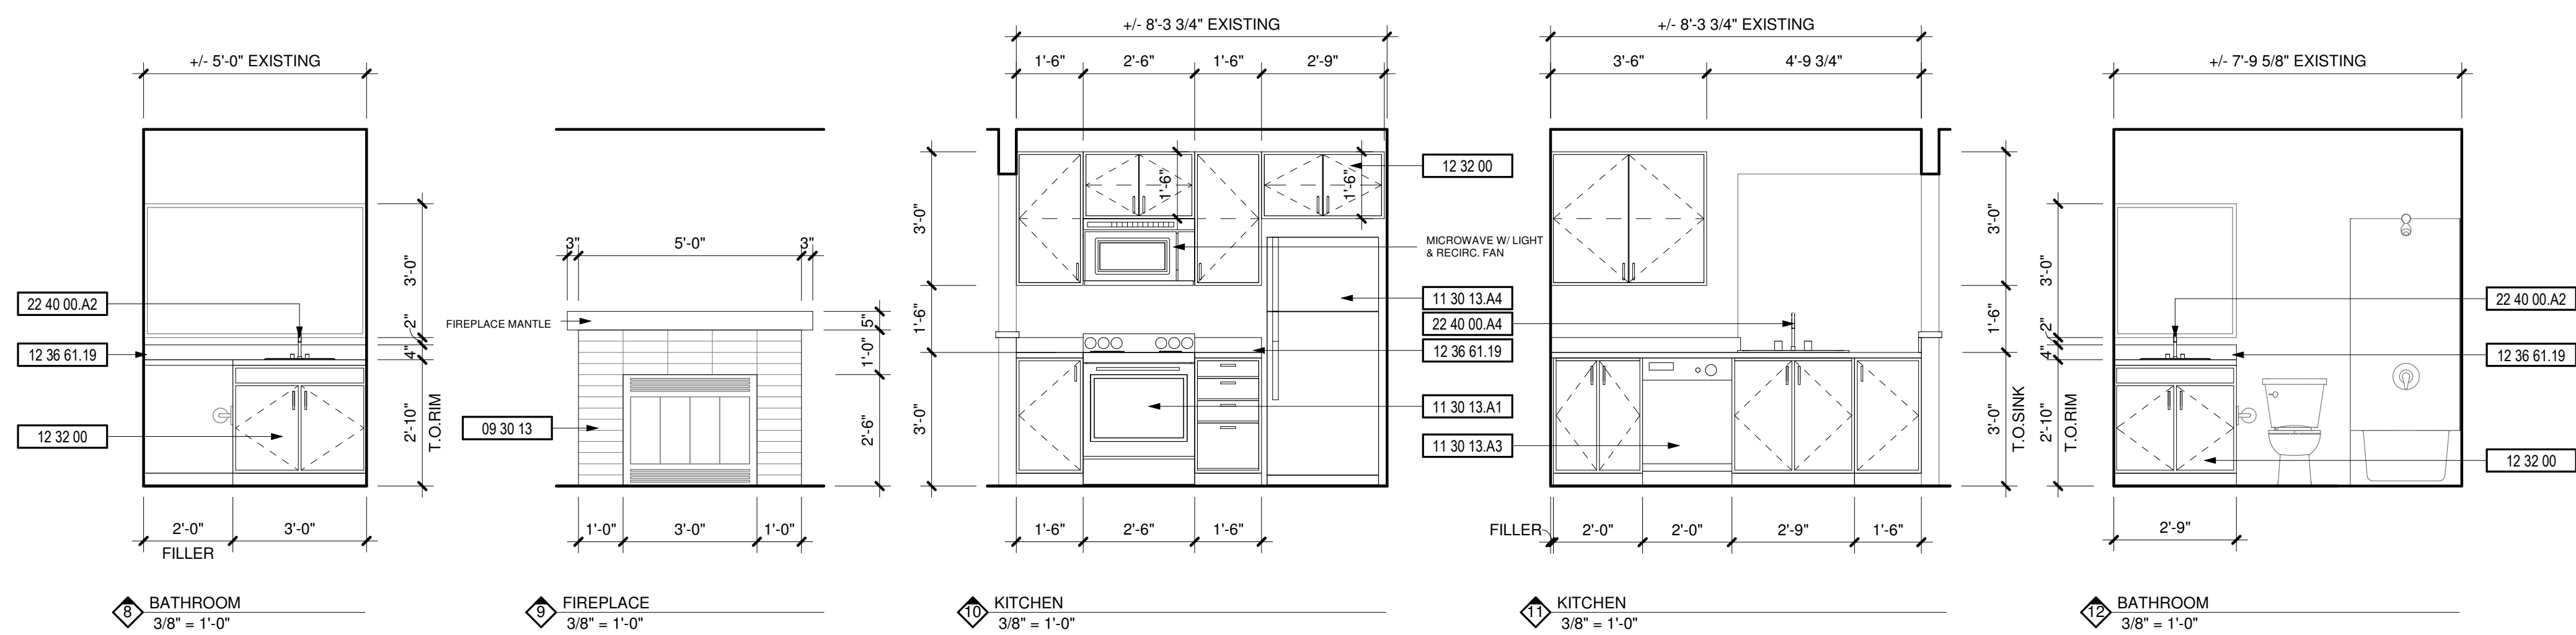 +/- 5'-0" EXISTING
22 40 00.A2
12 36 61.19
12 32 00
3'-0"
2"
4"
2'-10"
T.O.RIM
2'-0"
3'-0"
FILLER
8
BATHROOM
3/8" = 1'-0"
3"
5'-0"
3"
FIREPLACE MANTLE
09 30 13
5"
1'-0"
2'-6"
1'-0"
3'-0"
1'-0"
9
FIREPLACE
3/8" = 1'-0"
+/- 8'-3 3/4" EXISTING
1'-6"
2'-6"
1'-6"
2'-9"
3'-0"
1'-6"
3'-0"
1'-6"
1'-6"
12 32 00
MICROWAVE W/ LIGHT
& RECIRC. FAN
11 30 13.A4
22 40 00.A4
12 36 61.19
11 30 13.A1
11 30 13.A3
1'-6"
2'-6"
1'-6"
10
KITCHEN
3/8" = 1'-0"
+/- 8'-3 3/4" EXISTING
3'-6"
4'-9 3/4"
3'-0"
1'-6"
3'-0"
T.O.SINK
FILLER
2'-0"
2'-0"
2'-9"
1'-6"
11
KITCHEN
3/8" = 1'-0"
+/- 7'-9 5/8" EXISTING
3'-0"
2"
4"
2'-10"
T.O.RIM
22 40 00.A2
12 36 61.19
12 32 00
2'-9"
12
BATHROOM
3/8" = 1'-0"